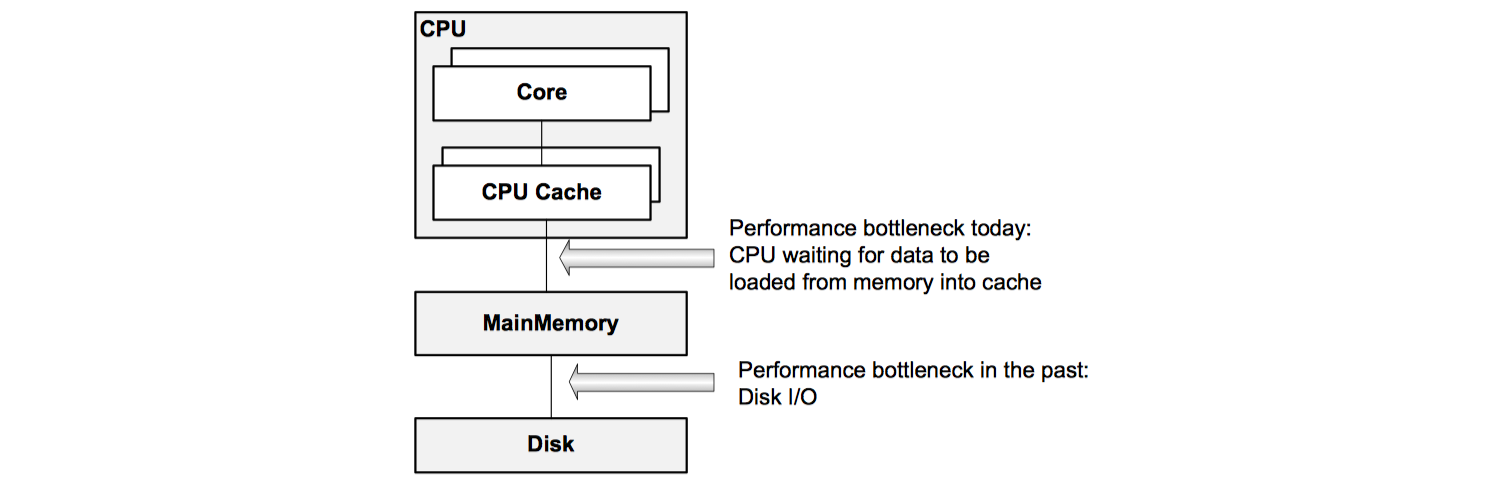 CPU
Core
CPU Cache
Performance bottleneck today:
CPU waiting for data to be
loaded from memory into cache
MainMemory
Performance bottleneck in the past:
Disk I/O
Disk